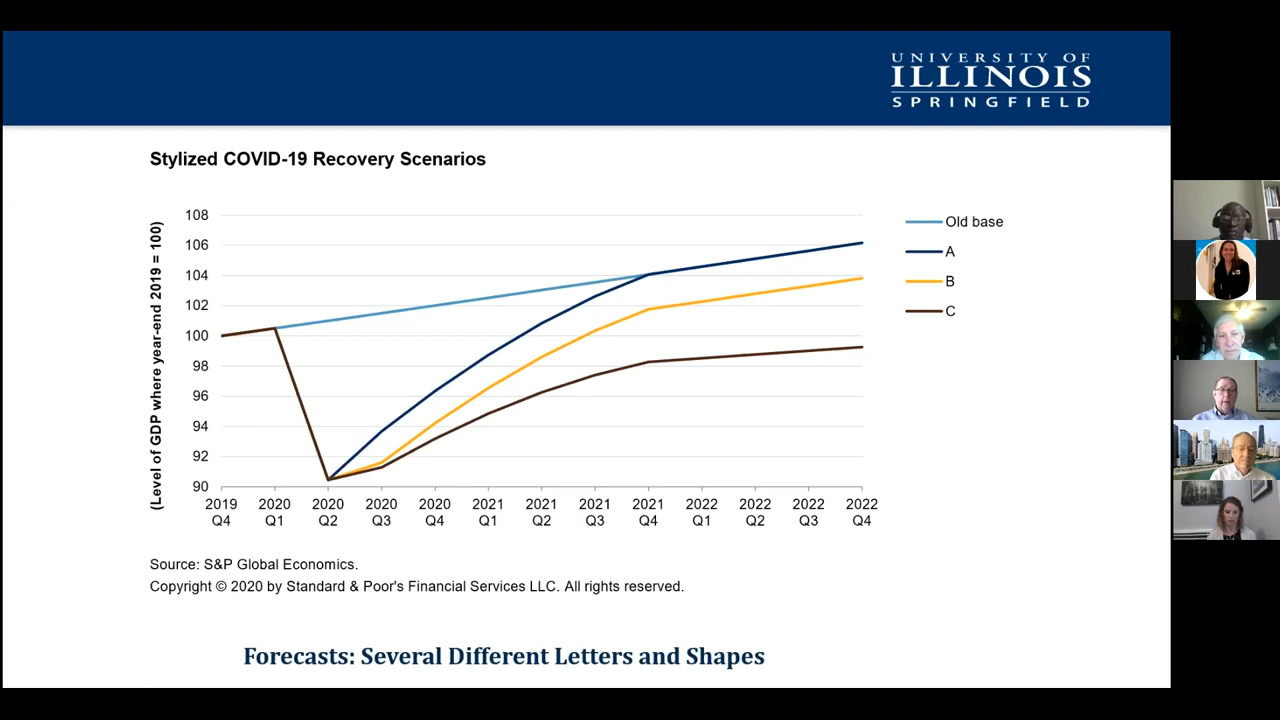 UNIVERSITY OF
ILLINOIS
SPRINGFIELD
Stylized COVID-19 Recovery Scenarios
(Level of GDP where year-end 2019 = 100)
108
106
104
102
100
98
96
94
92
90
2019 2020 2020 2020 2020 2021 2021 2021 2021 2022 2022 2022 2022
Q4 Q1 Q2 Q3 Q4 Q1 Q2 Q3 Q4 Q1 Q2 Q3 Q4
Old base
A
B
C
Source: S&P Global Economics.
Copyright © 2020 by Standard & Poor's Financial Services LLC. All rights reserved.
Forecasts: Several Different Letters and Shapes